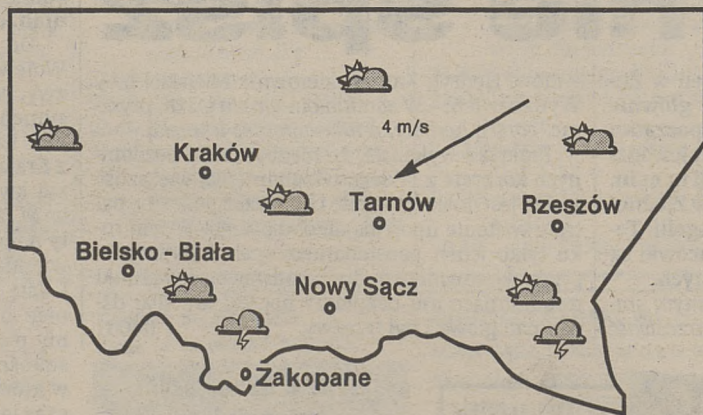 4 m/s
Kraków
Tarnów
Rzeszów
Bielsko - Biała
Nowy Sącz
Zakopane